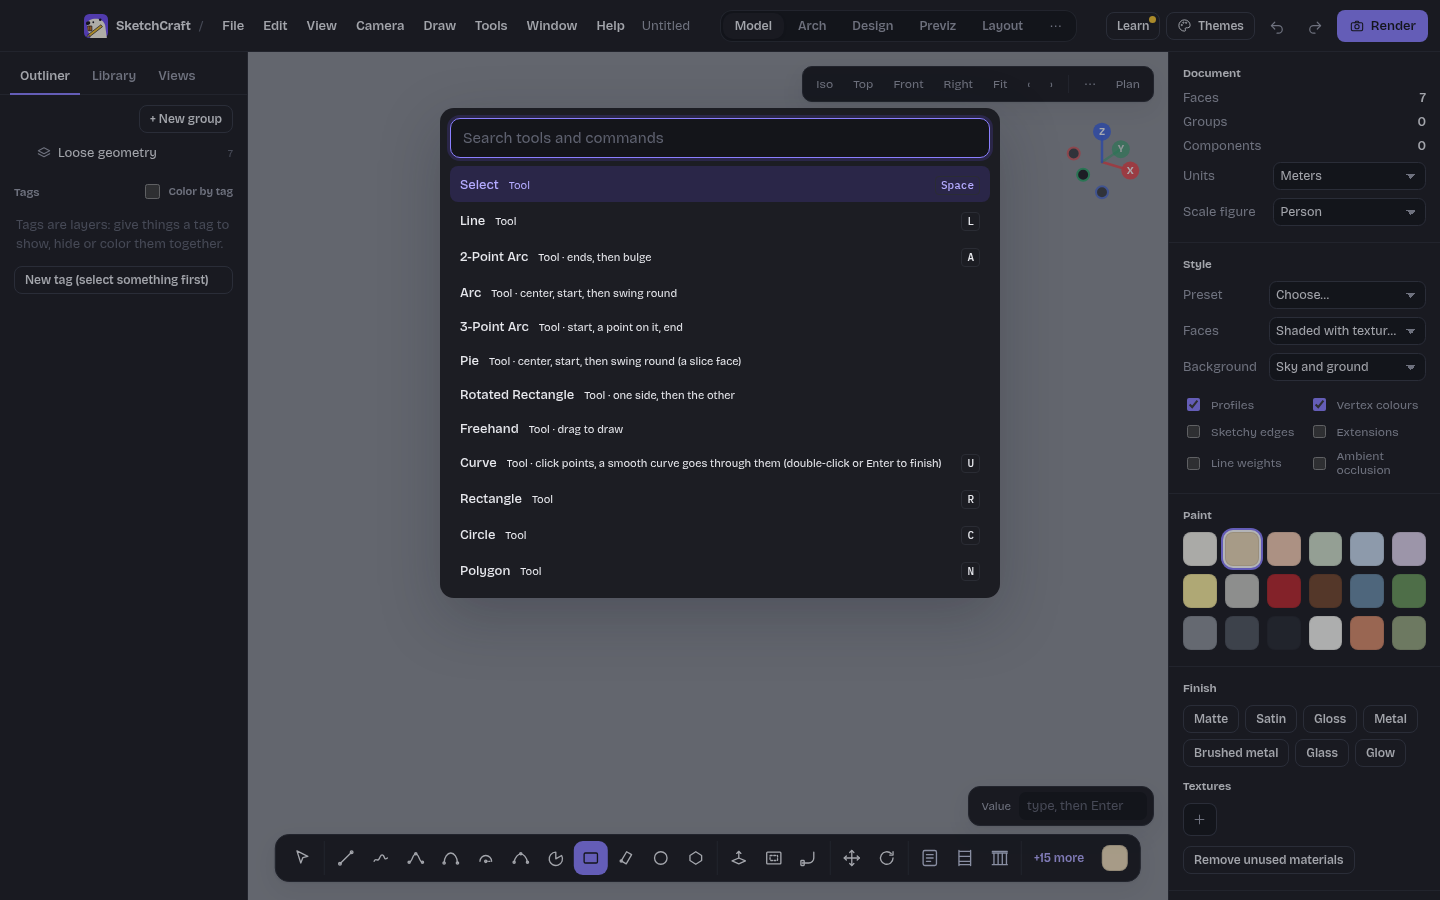 SketchCraft / File Edit View Camera Draw Tools Window Help Untitled Model Arch Design Previz Layout ··· Learn Themes Render
Outliner Library Views
+ New group
Loose geometry 7
Tags Color by tag
Tags are layers: give things a tag to
show, hide or color them together.
New tag (select something first)
Iso Top Front Right Fit ‹ › ··· Plan
Z
Y
X
Search tools and commands
Select Tool Space
Line Tool L
2-Point Arc Tool · ends, then bulge A
Arc Tool · center, start, then swing round
3-Point Arc Tool · start, a point on it, end
Pie Tool · center, start, then swing round (a slice face)
Rotated Rectangle Tool · one side, then the other
Freehand Tool · drag to draw
Curve Tool · click points, a smooth curve goes through them (double-click or Enter to finish) U
Rectangle Tool R
Circle Tool C
Polygon Tool N
Value type, then Enter
+15 more
Document
Faces 7
Groups 0
Components 0
Units Meters
Scale figure Person
Style
Preset Choose...
Faces Shaded with textur...
Background Sky and ground
Profiles Vertex colours
Sketchy edges Extensions
Line weights Ambient
occlusion
Paint
Finish
Matte Satin Gloss Metal
Brushed metal Glass Glow
Textures
+
Remove unused materials